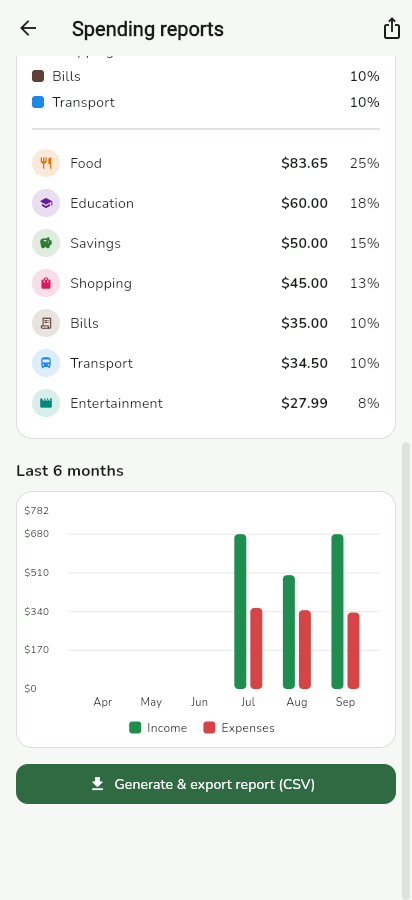 Spending reports
Bills 10%
Transport 10%
Food $83.65 25%
Education $60.00 18%
Savings $50.00 15%
Shopping $45.00 13%
Bills $35.00 10%
Transport $34.50 10%
Entertainment $27.99 8%
Last 6 months
$782
$680
$510
$340
$170
$0
Apr May Jun Jul Aug Sep
Income Expenses
Generate & export report (CSV)